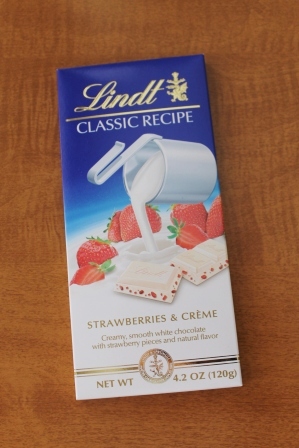 Lindt
CLASSIC RECIPE
STRAWBERRIES & CRÈME
Creamy, smooth white chocolate
with strawberry pieces and natural flavor
NET WT 4.2 OZ (120g)